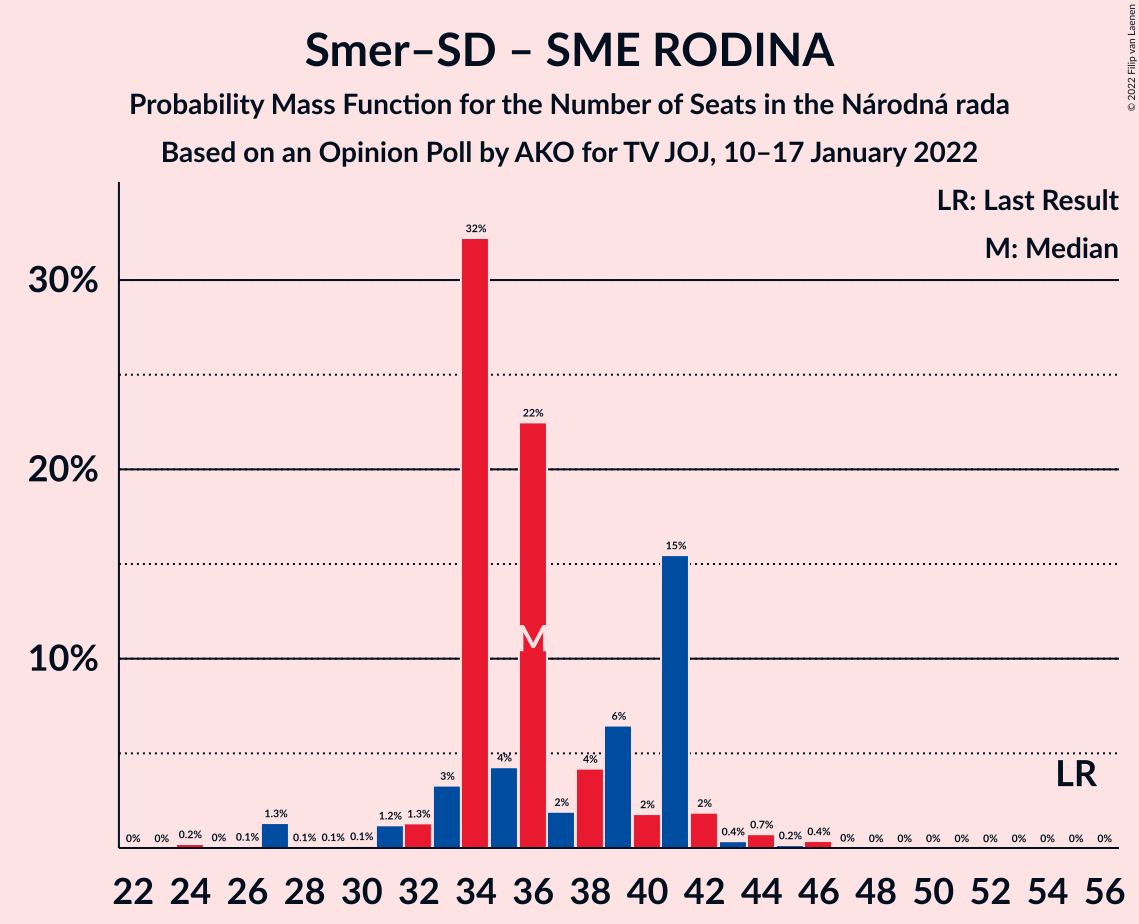 Smer–SD – SME RODINA
Probability Mass Function for the Number of Seats in the Národná rada
Based on an Opinion Poll by AKO for TV JOJ, 10–17 January 2022
© 2022 Filip van Laenen
LR: Last Result
M: Median
30%
20%
10%
0% 0% 0.2% 0% 0.1% 1.3% 0.1% 0.1% 0.1% 1.2% 1.3% 3% 32% 4% 22% 2% 4% 6% 2% 15% 2% 0.4% 0.7% 0.2% 0.4% 0% 0% 0% 0% 0% 0% 0% 0% 0% 0%
M
LR
22 24 26 28 30 32 34 36 38 40 42 44 46 48 50 52 54 56